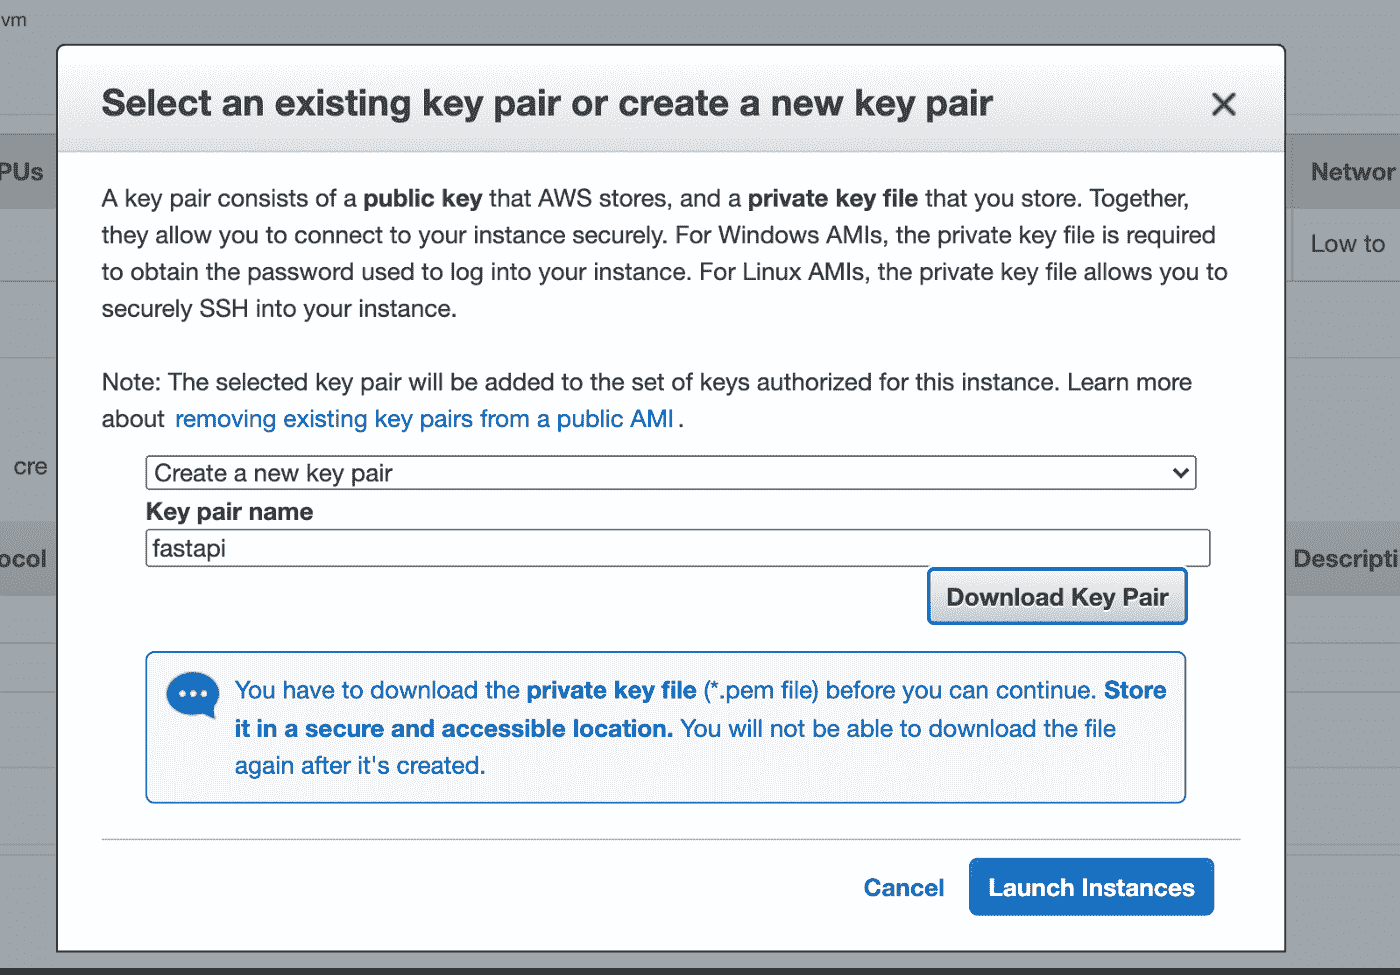 vm
Select an existing key pair or create a new key pair
PUs
Networ
A key pair consists of a public key that AWS stores, and a private key file that you store. Together,
they allow you to connect to your instance securely. For Windows AMIs, the private key file is required
Low to
to obtain the password used to log into your instance. For Linux AMIs, the private key file allows you to
securely SSH into your instance.
Note: The selected key pair will be added to the set of keys authorized for this instance. Learn more
about removing existing key pairs from a public AMI.
cre
Create a new key pair
Key pair name
fastapi
ocol
Descripti
Download Key Pair
You have to download the private key file (*.pem file) before you can continue. Store
it in a secure and accessible location. You will not be able to download the file
again after it's created.
Cancel
Launch Instances